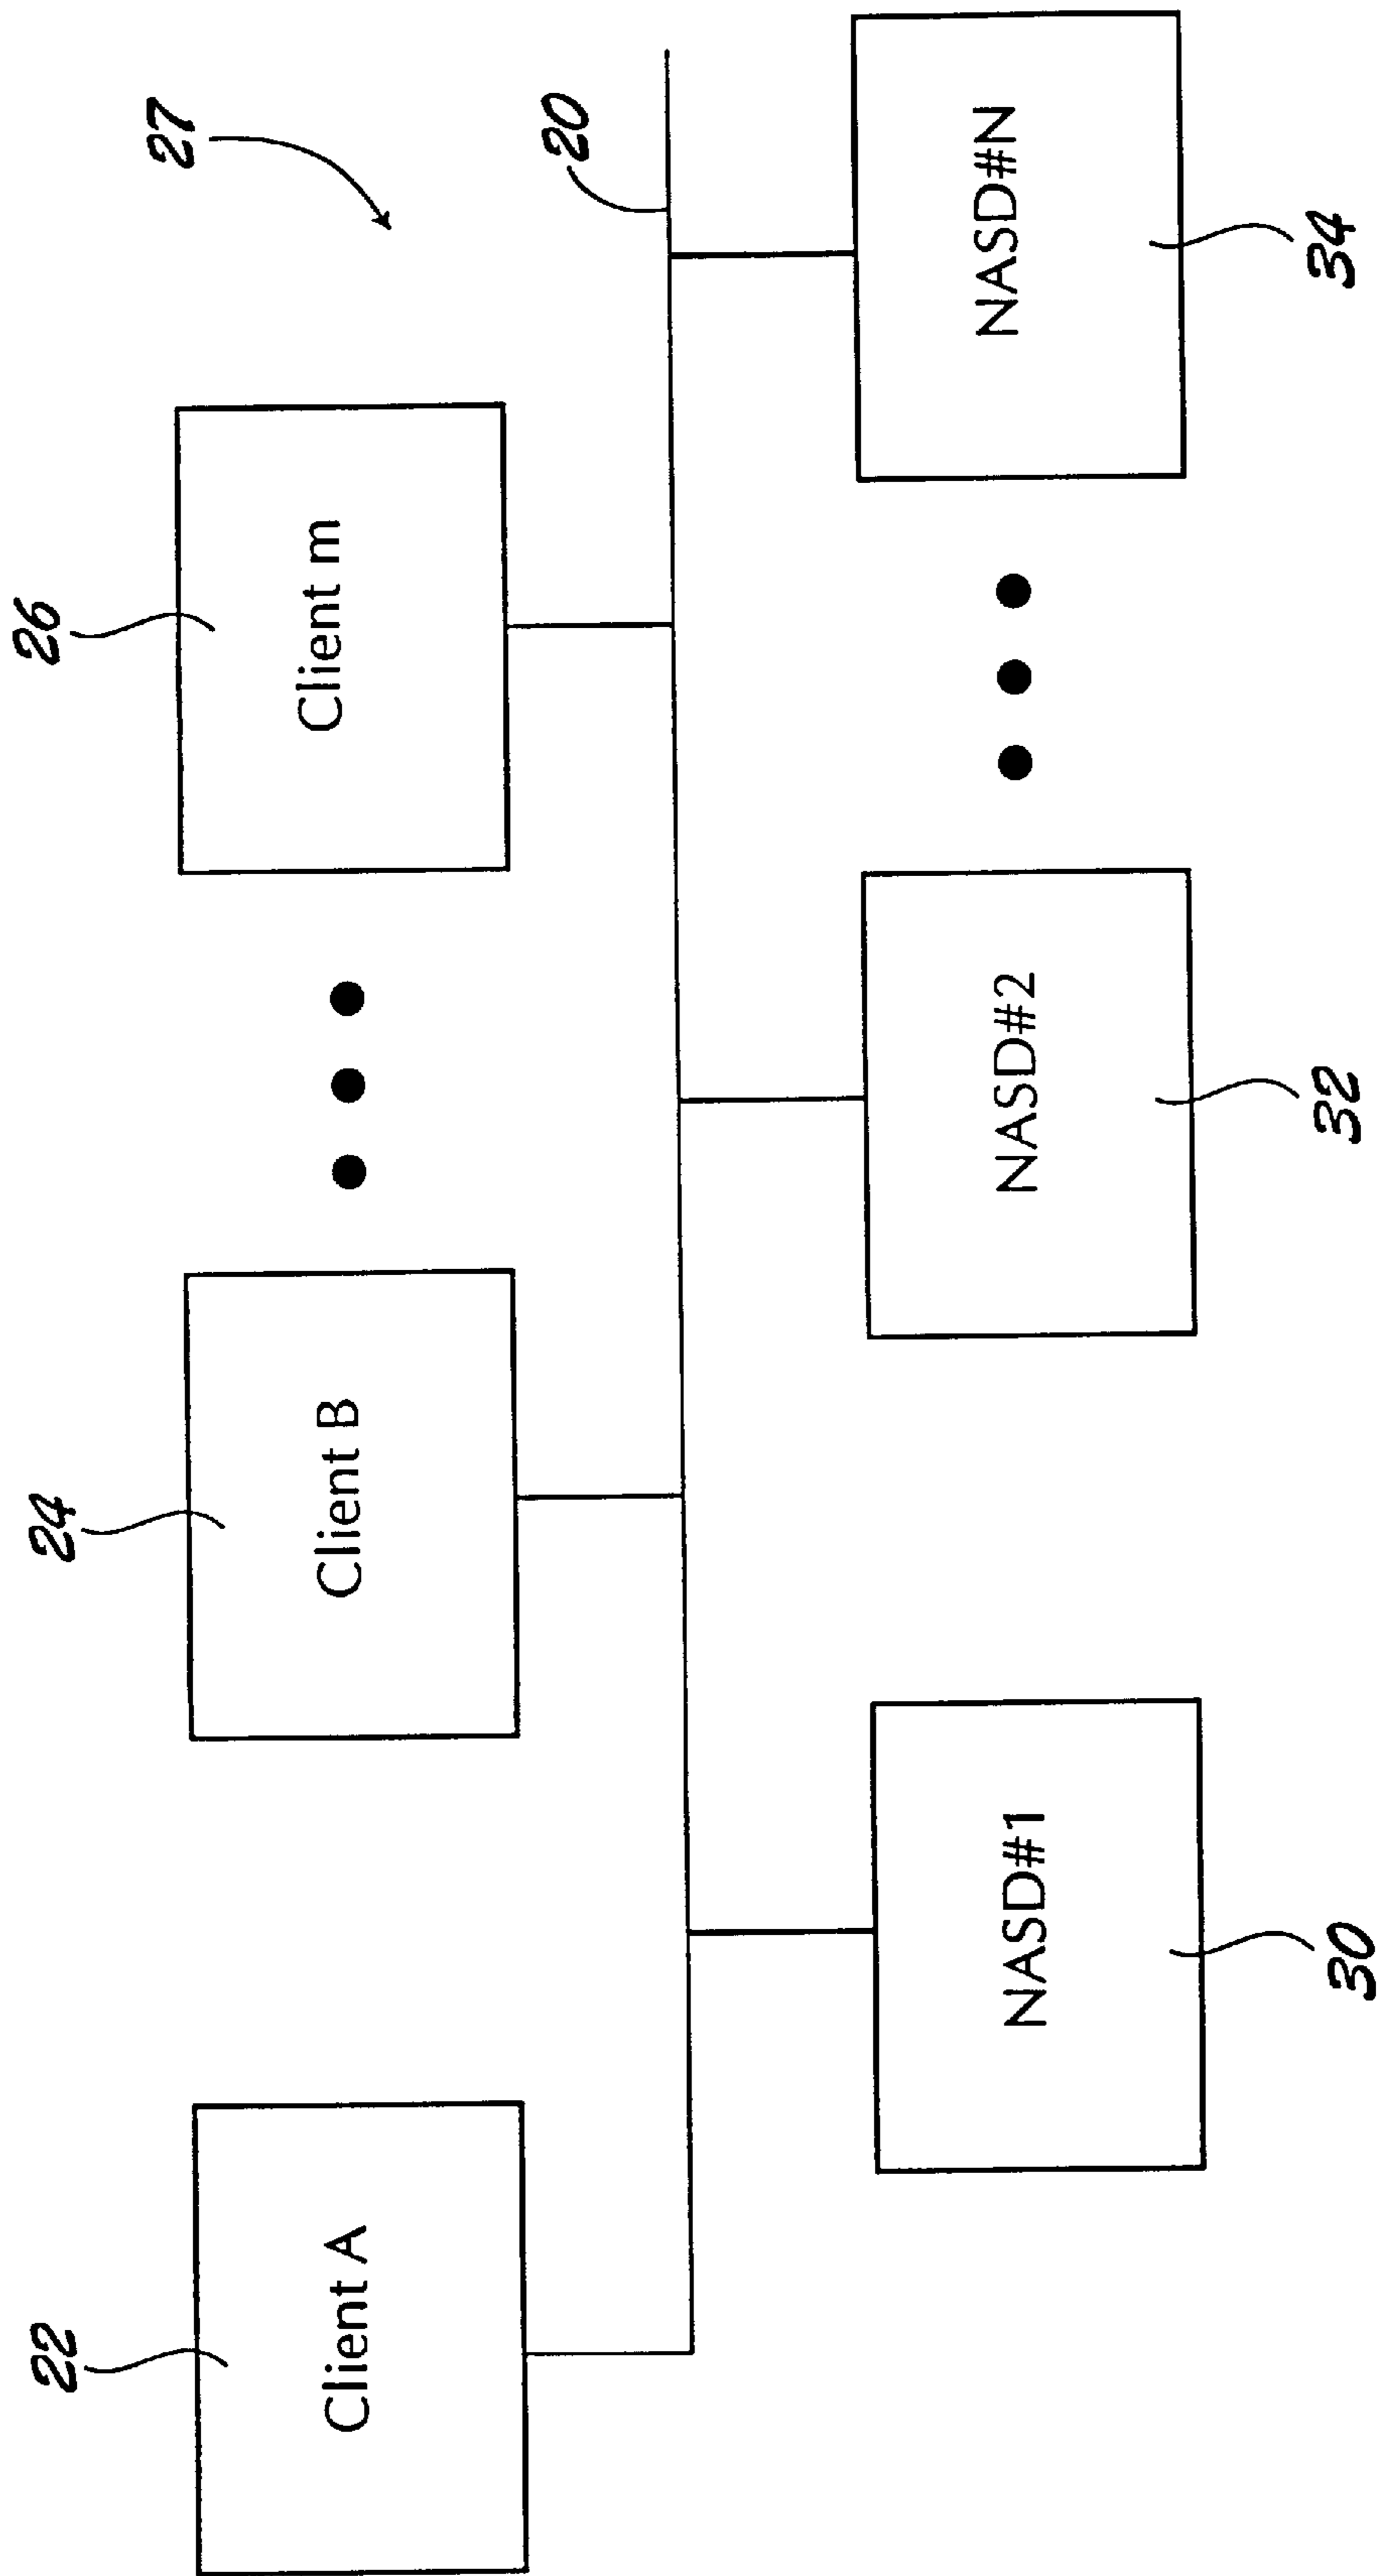 27
26
24
22
Client m
Client B
Client A
20
NASD#N
NASD#2
NASD#1
34
32
30